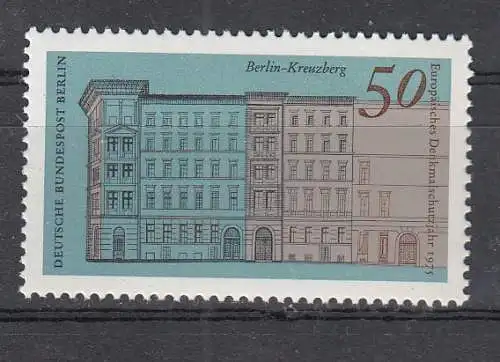 DEUTSCHE BUNDESPOST BERLIN
Berlin-Kreuzberg
50
Europäisches Denkmalschutzjahr 1975